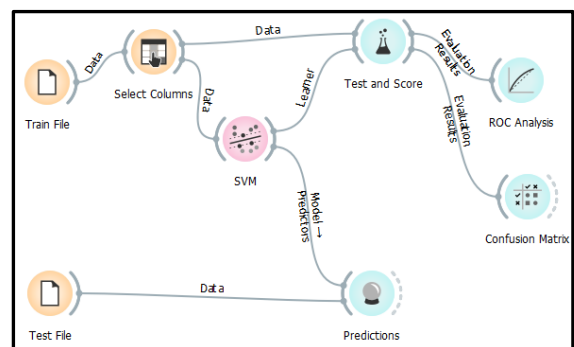 Data
Evaluation
Results
Data
Select Columns
Test and Score
Train File
Data
Learner
Evaluation
Results
ROC Analysis
SVM
Model →
Predictors
Confusion Matrix
Data
Test File
Predictions